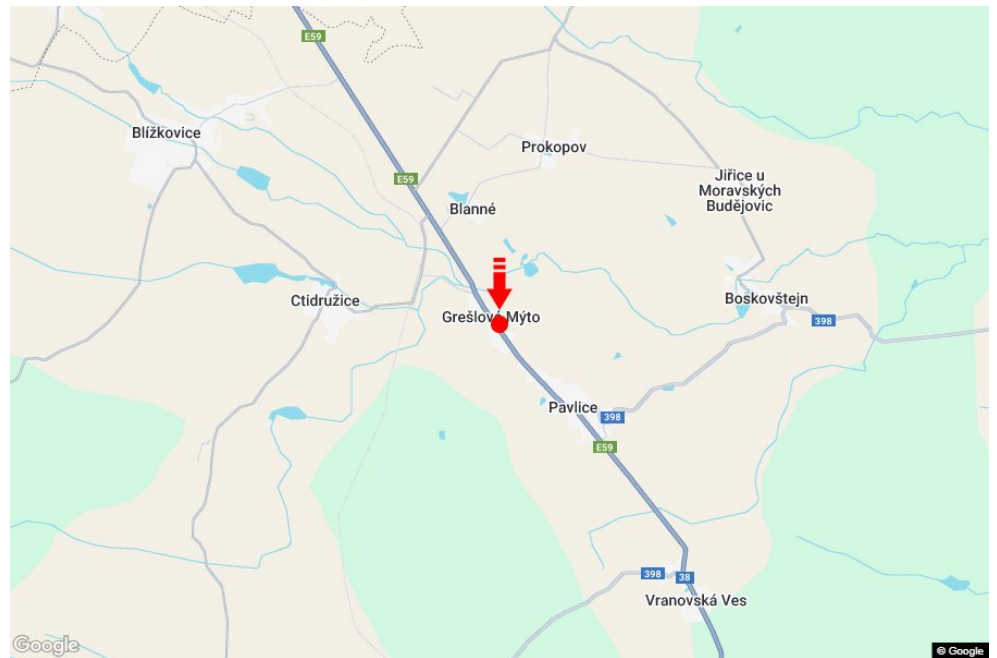 E59
Blížkovice
Prokopov
E59
Jiřice u
Moravských
Budějovic
Blanné
Ctidružice
Boskovštejn
Grešlové Mýto
398
Pavlice
398
E59
398
38
Vranovská Ves
Google
© Google